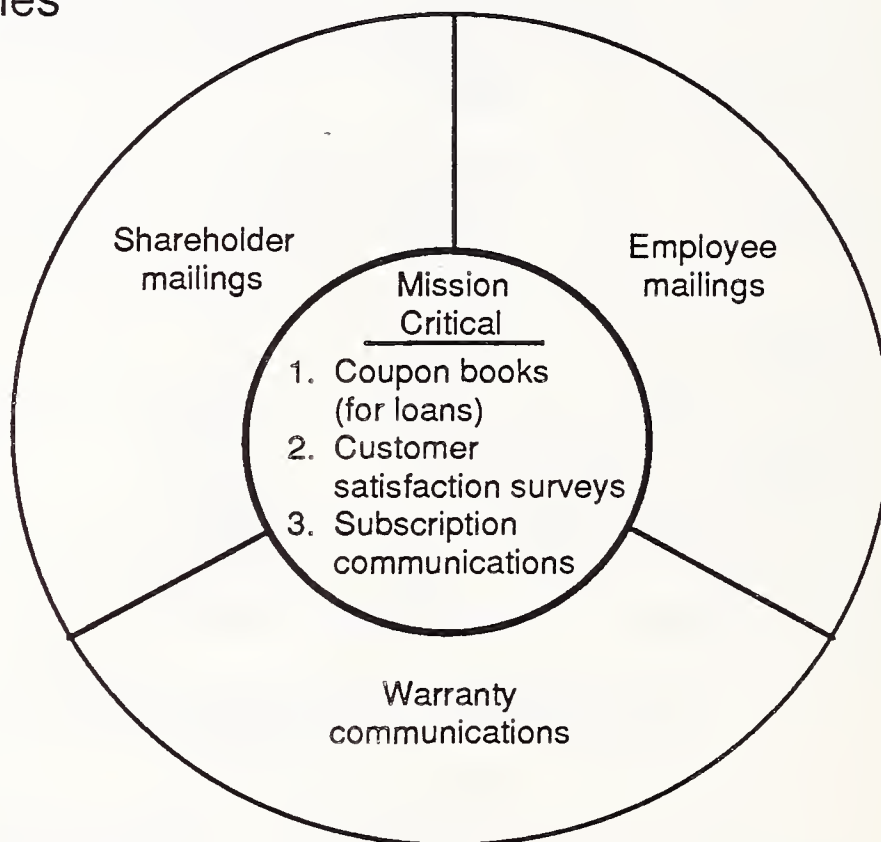 Shareholder
mailings
Employee
mailings
Mission
Critical
1. Coupon books
(for loans)
2. Customer
satisfaction surveys
3. Subscription
communications
Warranty
communications